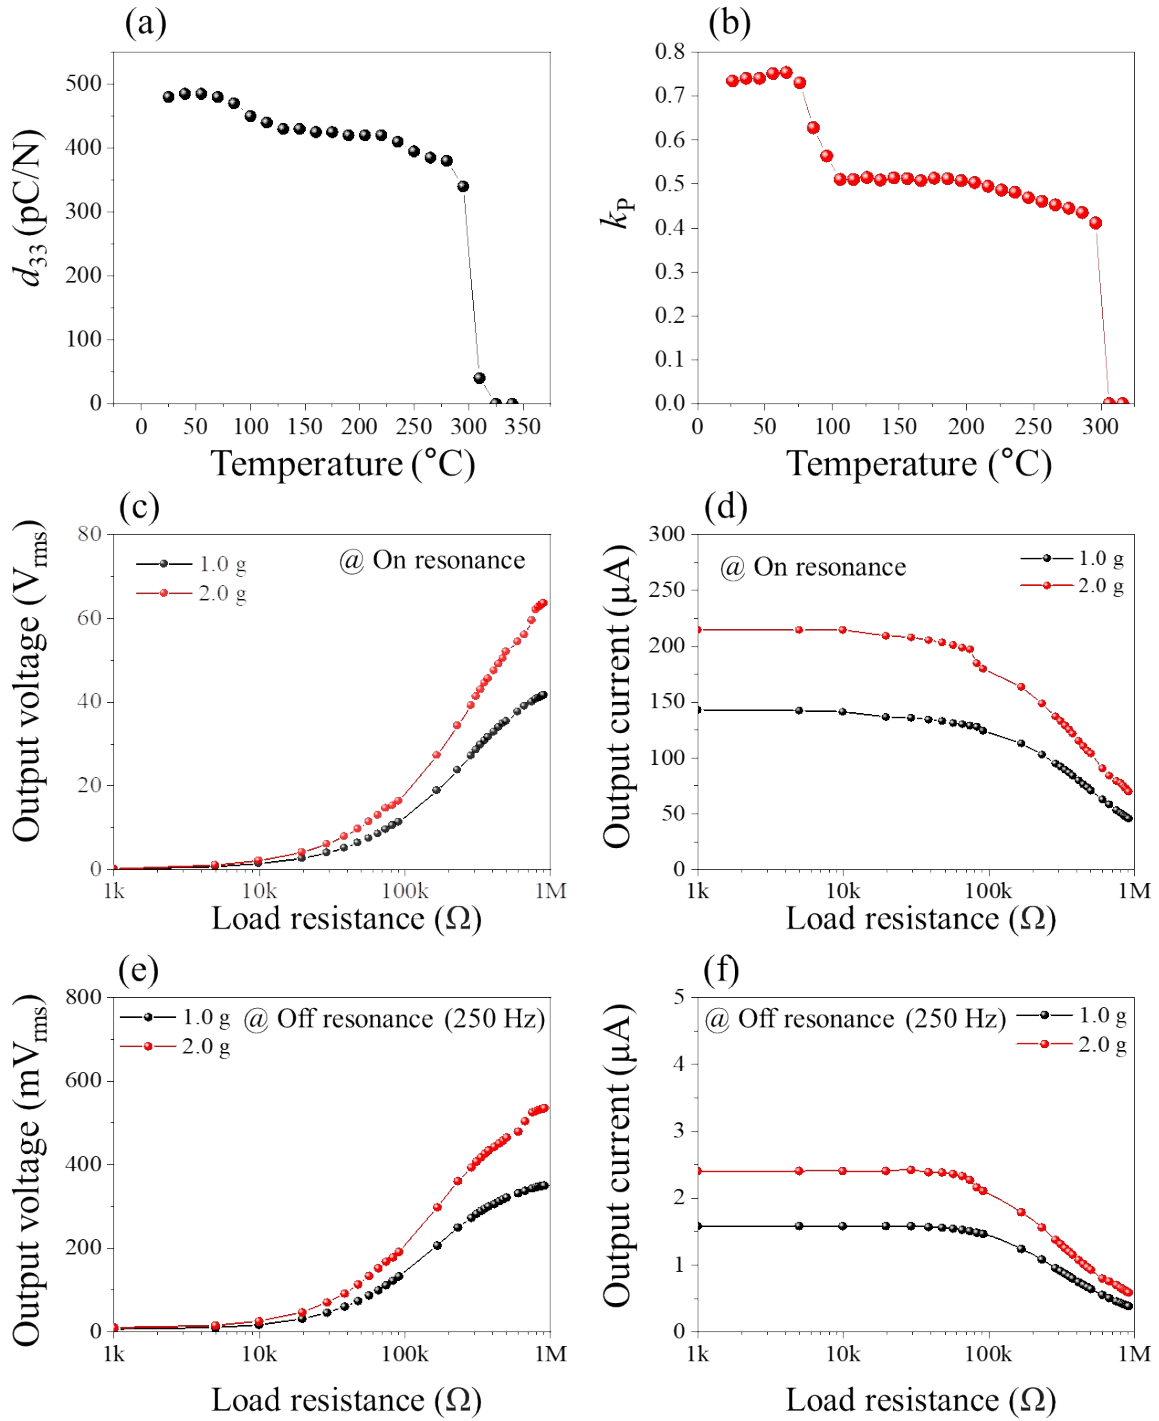 (a)
500
400
300
200
100
0
d33 (pC/N)
0 50 100 150 200 250 300 350
Temperature (°C)
(b)
0.8
0.7
0.6
0.5
0.4
0.3
0.2
0.1
0.0
kP
0 50 100 150 200 250 300
Temperature (°C)
(c)
80
60
40
20
0
Output voltage (Vrms)
1.0 g
2.0 g
@ On resonance
1k 10k 100k 1M
Load resistance (Ω)
(d)
300
250
200
150
100
50
0
Output current (µA)
@ On resonance
1.0 g
2.0 g
1k 10k 100k 1M
Load resistance (Ω)
(e)
800
600
400
200
0
Output voltage (mVrms)
1.0 g
2.0 g
@ Off resonance (250 Hz)
1k 10k 100k 1M
Load resistance (Ω)
(f)
5
4
3
2
1
0
Output current (µA)
@ Off resonance (250 Hz)
1.0 g
2.0 g
1k 10k 100k 1M
Load resistance (Ω)